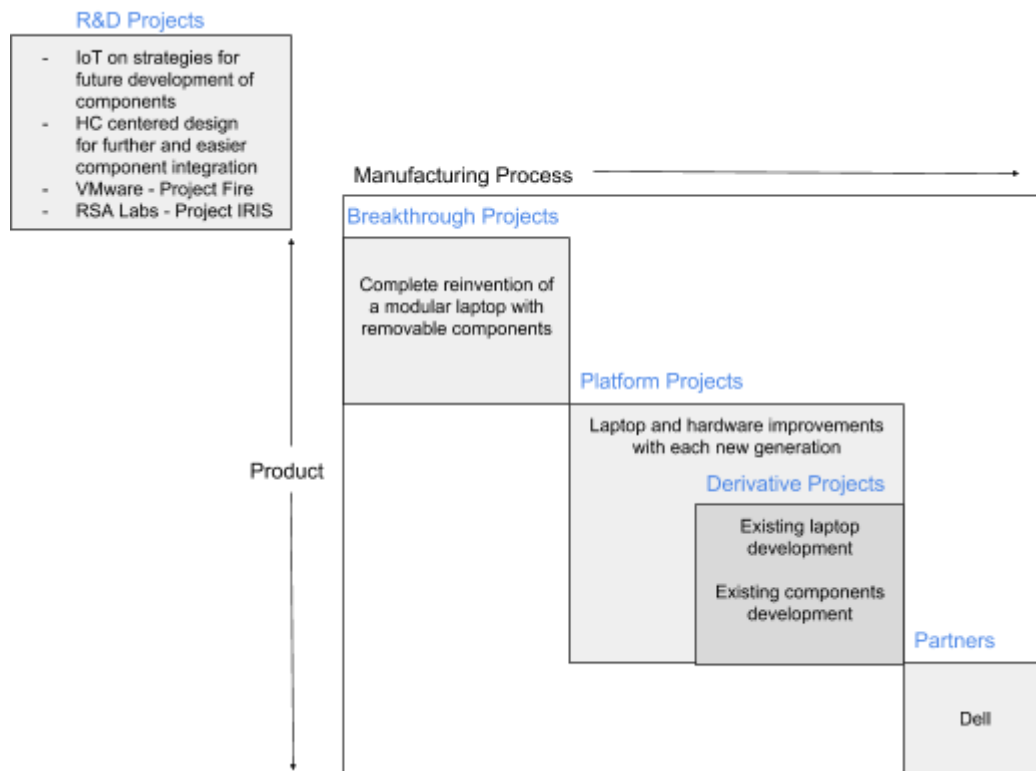 R&D Projects
- IoT on strategies for
future development of
components
- HC centered design
for further and easier
component integration
- VMware - Project Fire
- RSA Labs - Project IRIS
Manufacturing Process
Breakthrough Projects
Complete reinvention of
a modular laptop with
removable components
Platform Projects
Laptop and hardware improvements
with each new generation
Product
Derivative Projects
Existing laptop
development
Existing components
development
Partners
Dell